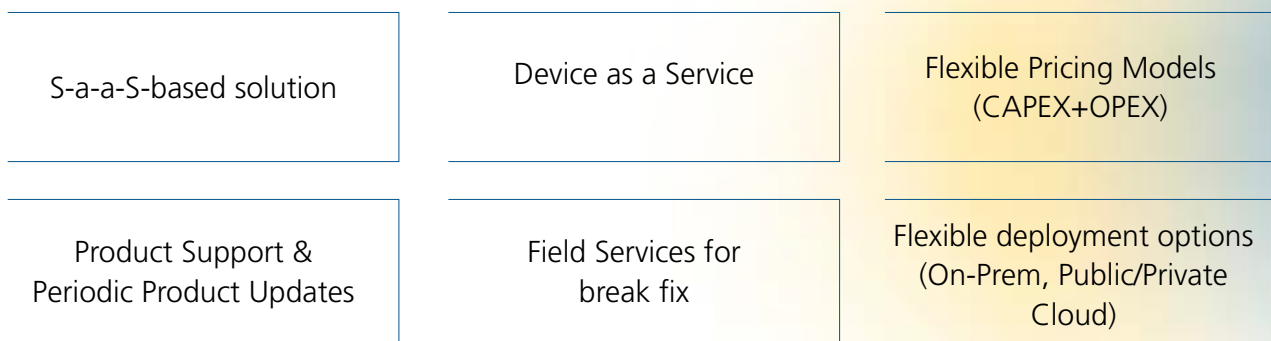 S-a-a-S-based solution
Device as a Service
Flexible Pricing Models
(CAPEX+OPEX)
Product Support &
Periodic Product Updates
Field Services for
break fix
Flexible deployment options
(On-Prem, Public/Private
Cloud)